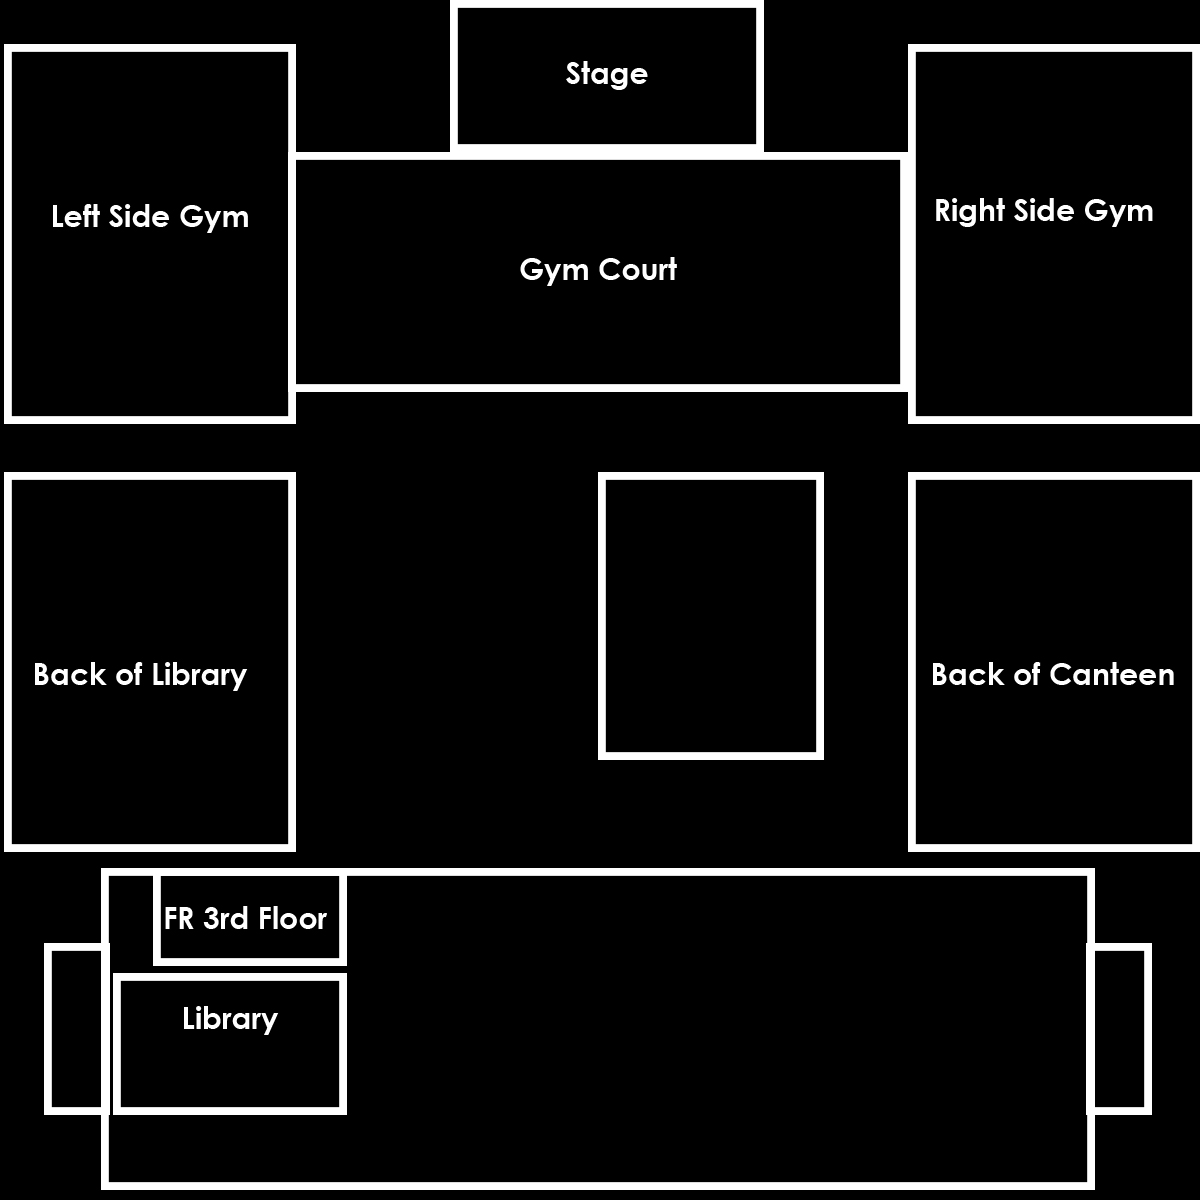 Stage
Left Side Gym
Right Side Gym
Gym Court
Back of Library
Back of Canteen
FR 3rd Floor
Library